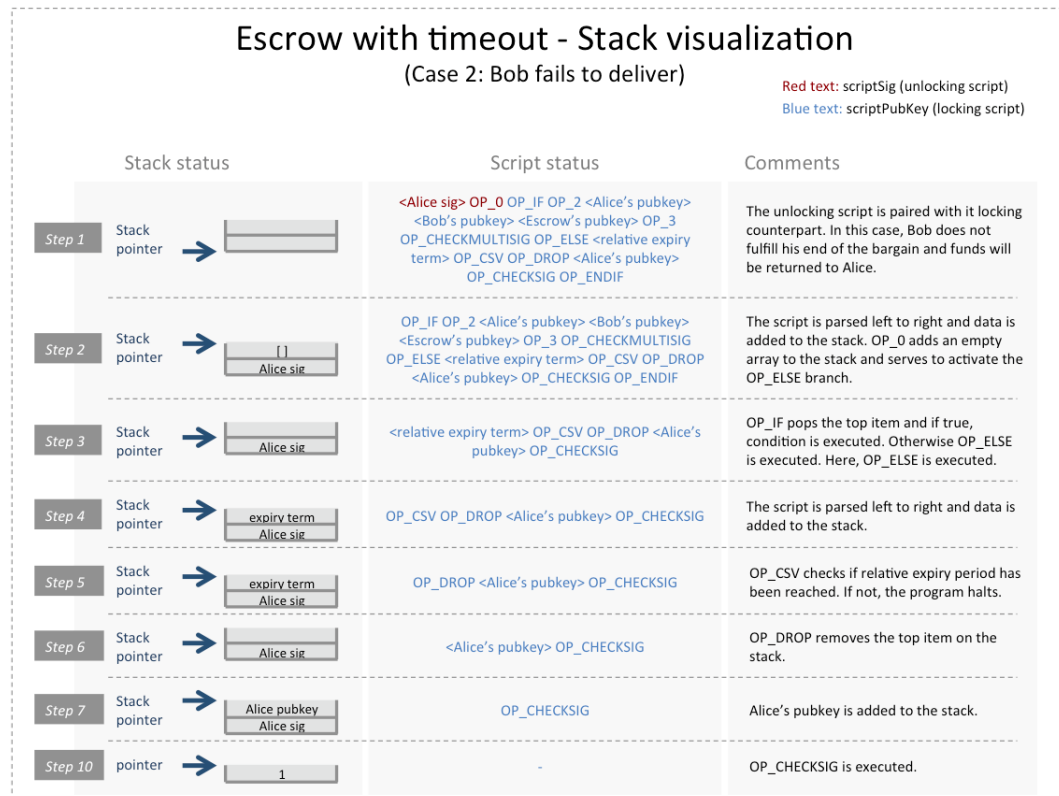 Escrow with timeout - Stack visualization
(Case 2: Bob fails to deliver)
Red text: scriptSig (unlocking script)
Blue text: scriptPubKey (locking script)
Stack status
Script status
Comments
Step 1
Stack
pointer
<Alice sig> OP_0 OP_IF OP_2 <Alice's pubkey>
<Bob's pubkey> <Escrow's pubkey> OP_3
OP_CHECKMULTISIG OP_ELSE <relative expiry
term> OP_CSV OP_DROP <Alice's pubkey>
OP_CHECKSIG OP_ENDIF
The unlocking script is paired with it locking
counterpart. In this case, Bob does not
fulfill his end of the bargain and funds will
be returned to Alice.
Step 2
Stack
pointer
[ ]
Alice sig
OP_IF OP_2 <Alice's pubkey> <Bob's pubkey>
<Escrow's pubkey> OP_3 OP_CHECKMULTISIG
OP_ELSE <relative expiry term> OP_CSV OP_DROP
<Alice's pubkey> OP_CHECKSIG OP_ENDIF
The script is parsed left to right and data is
added to the stack. OP_0 adds an empty
array to the stack and serves to activate the
OP_ELSE branch.
Step 3
Stack
pointer
Alice sig
<relative expiry term> OP_CSV OP_DROP <Alice's
pubkey> OP_CHECKSIG
OP_IF pops the top item and if true,
condition is executed. Otherwise OP_ELSE
is executed. Here, OP_ELSE is executed.
Step 4
Stack
pointer
expiry term
Alice sig
OP_CSV OP_DROP <Alice's pubkey> OP_CHECKSIG
The script is parsed left to right and data is
added to the stack.
Step 5
Stack
pointer
expiry term
Alice sig
OP_DROP <Alice's pubkey> OP_CHECKSIG
OP_CSV checks if relative expiry period has
been reached. If not, the program halts.
Step 6
Stack
pointer
Alice sig
<Alice's pubkey> OP_CHECKSIG
OP_DROP removes the top item on the
stack.
Step 7
Stack
pointer
Alice pubkey
Alice sig
OP_CHECKSIG
Alice's pubkey is added to the stack.
Step 10
pointer
1
-
OP_CHECKSIG is executed.